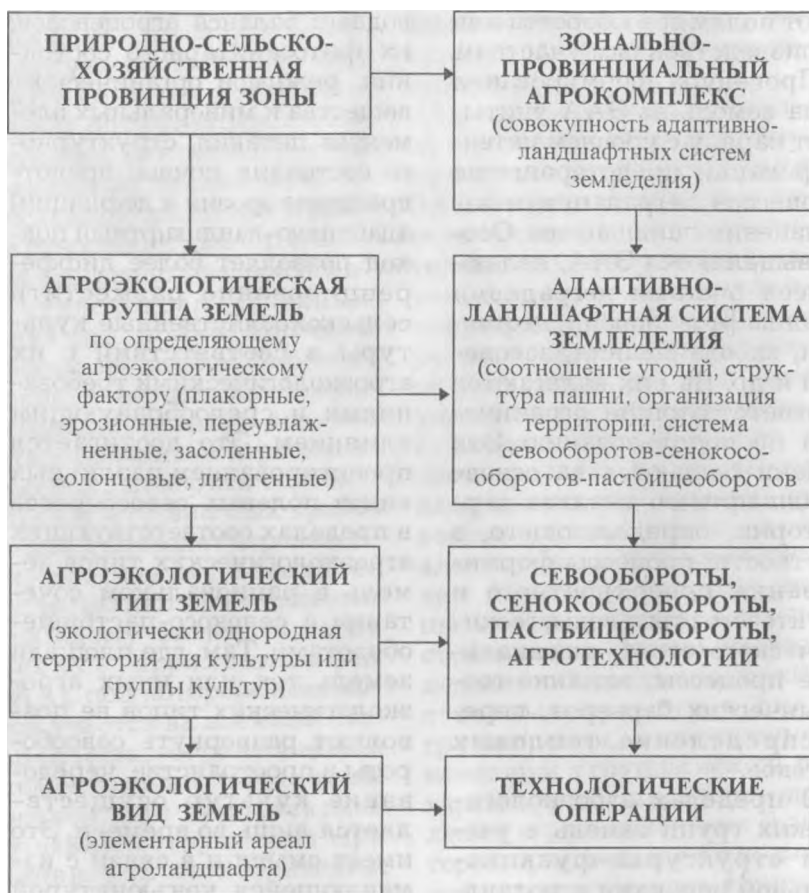 ПРИРОДНО-СЕЛЬСКО-
ХОЗЯЙСТВЕННЫЕ
ПРОВИНЦИИ, ЗОНЫ
ЗОНАЛЬНО-
ПРОВИНЦИАЛЬНЫЙ
АГРОКОМПЛЕКС
(совокупность адаптивно-
ландшафтных систем
земледелия)
АГРОЭКОЛОГИЧЕСКАЯ
ГРУППА ЗЕМЕЛЬ
по определяющему
агроэкологическому
фактору (плакорные,
эрозионные, переувлаж-
ненные, засоленные,
солонцовые, литогенные)
АДАПТИВНО-
ЛАНДШАФТНАЯ СИСТЕМА
ЗЕМЛЕДЕЛИЯ
(соотношение угодий, струк-
тура пашни, организация
территории, система
севооборотов-сенокосо-
оборотов-пастбищеоборотов
АГРОЭКОЛОГИЧЕСКИЙ
ТИП ЗЕМЕЛЬ
(экологически однородная
территория для культуры или
группы культур)
СЕВООБОРОТЫ,
СЕНОКОСООБОРОТЫ,
ПАСТБИЩЕОБОРОТЫ,
АГРОТЕХНОЛОГИИ
АГРОЭКОЛОГИЧЕСКИЙ
ВИД ЗЕМЕЛЬ
(элементарный ареал
агроландшафта)
ТЕХНОЛОГИЧЕСКИЕ
ОПЕРАЦИИ